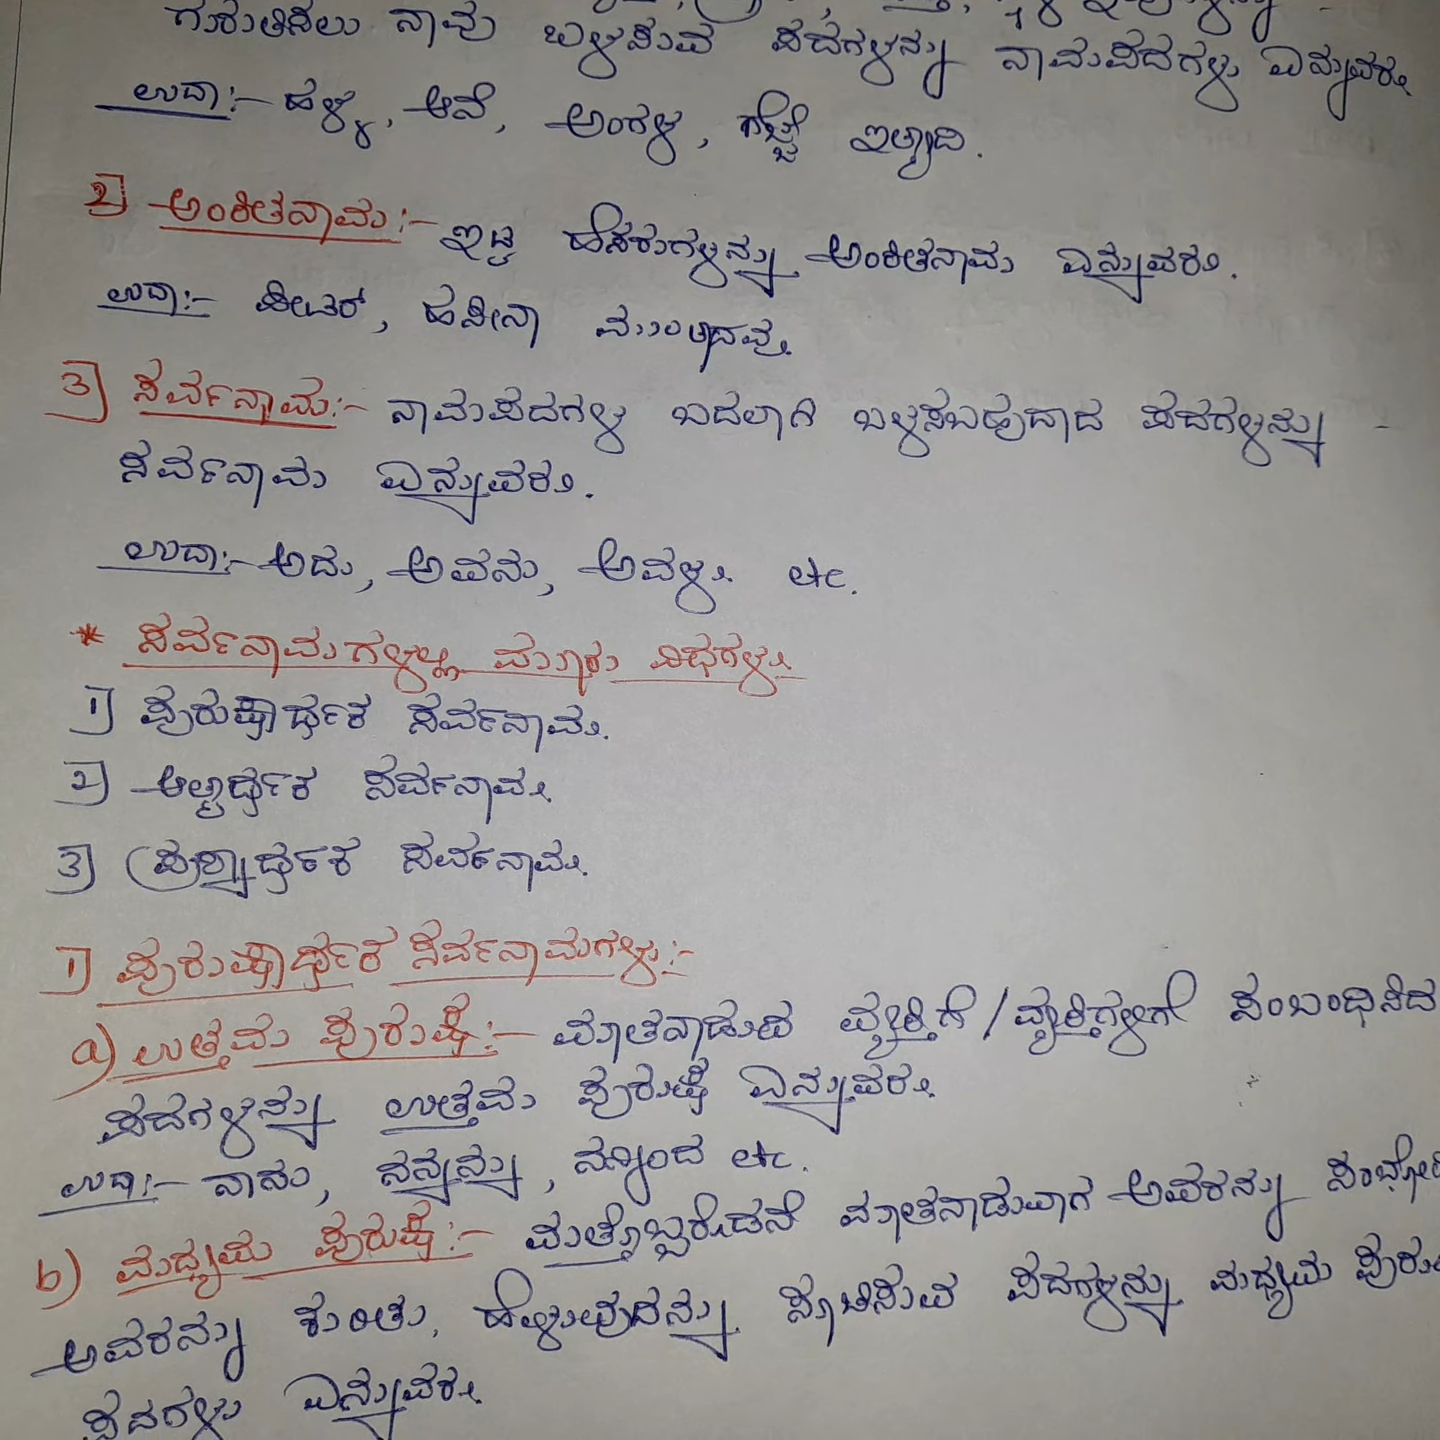 ಗುರುತಿಸಲು ನಾವು ಬಳಸುವ ಪದಗಳನ್ನು ನಾಮಪದಗಳು ಎನ್ನುವರು
ಉದಾ:- ಹಳ್ಳಿ, ಆನೆ, ಅಂಗಳ, ಗೆಜ್ಜೆ ಇತ್ಯಾದಿ.
2) ಅಂಕಿತನಾಮ:- ಇಟ್ಟ ಹೆಸರುಗಳನ್ನು ಅಂಕಿತನಾಮ ಎನ್ನುವರು.
ಉದಾ:- ಪೀಟರ್, ಹಸೀನಾ ಮುಂತಾದವು.
3) ಸರ್ವನಾಮ:- ನಾಮಪದಗಳ ಬದಲಾಗಿ ಬಳಸಬಹುದಾದ ಪದಗಳನ್ನು
ಸರ್ವನಾಮ ಎನ್ನುವರು.
ಉದಾ:- ಅದು, ಅವನು, ಅವಳು etc.
* ಸರ್ವನಾಮಗಳಲ್ಲಿ ಮೂರು ವಿಧಗಳು
1) ಪುರುಷಾರ್ಥಕ ಸರ್ವನಾಮ.
2) ಆತ್ಮಾರ್ಥಕ ಸರ್ವನಾಮ.
3) ಪ್ರಶ್ನಾರ್ಥಕ ಸರ್ವನಾಮ.
1) ಪುರುಷಾರ್ಥಕ ಸರ್ವನಾಮಗಳು:-
a) ಉತ್ತಮ ಪುರುಷ:- ಮಾತನಾಡುವ ವ್ಯಕ್ತಿಗೆ/ವ್ಯಕ್ತಿಗಳಿಗೆ ಸಂಬಂಧಿಸಿದ
ಪದಗಳನ್ನು ಉತ್ತಮ ಪುರುಷ ಎನ್ನುವರು
ಉದಾ:- ನಾನು, ನನ್ನನ್ನು, ನನ್ನಿಂದ etc.
b) ಮಧ್ಯಮ ಪುರುಷ:- ಮತ್ತೊಬ್ಬರೊಡನೆ ಮಾತನಾಡುವಾಗ ಅವರನ್ನು
ಅವರನ್ನು ಕುರಿತು, ಹೇಳುವುದನ್ನು ಸೂಚಿಸುವ ಪದಗಳನ್ನು ಮಧ್ಯಮ
ಪದಗಳು ಎನ್ನುವರು